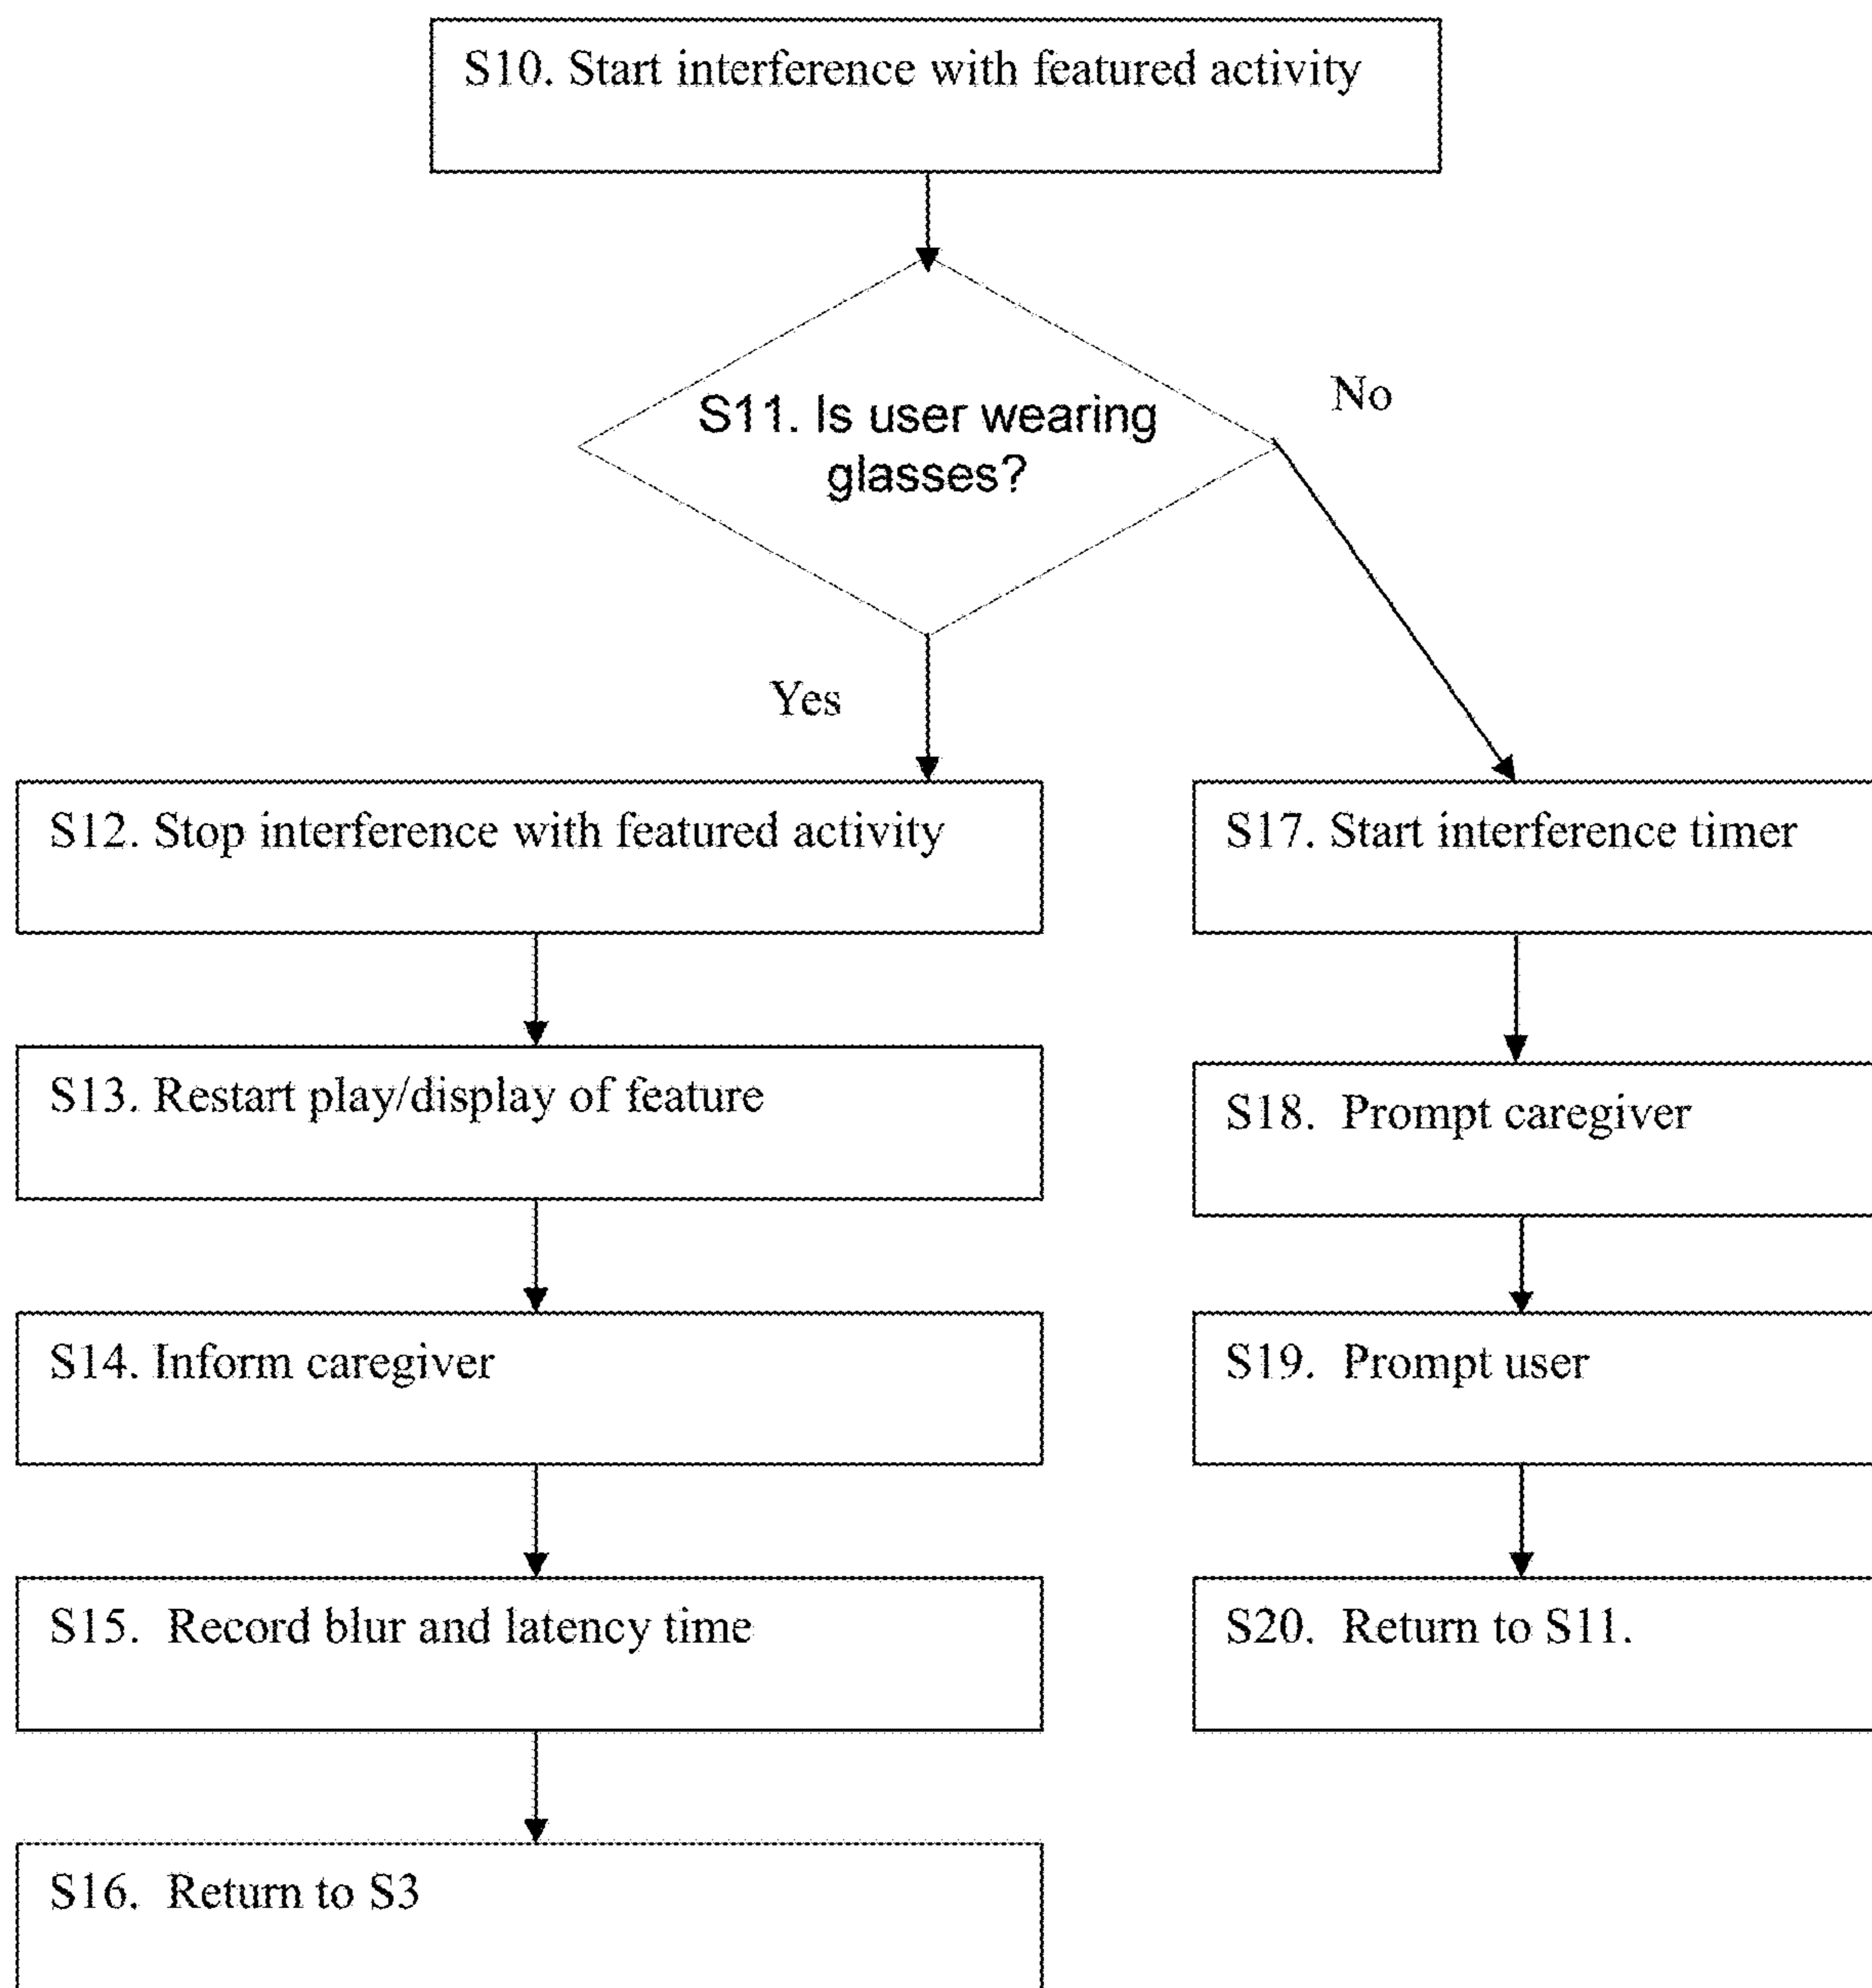 S10. Start interference with featured activity
S11. Is user wearing
glasses?
No
Yes
S12. Stop interference with featured activity
S13. Restart play/display of feature
S14. Inform caregiver
S15. Record blur and latency time
S16. Return to S3
S17. Start interference timer
S18. Prompt caregiver
S19. Prompt user
S20. Return to S11.